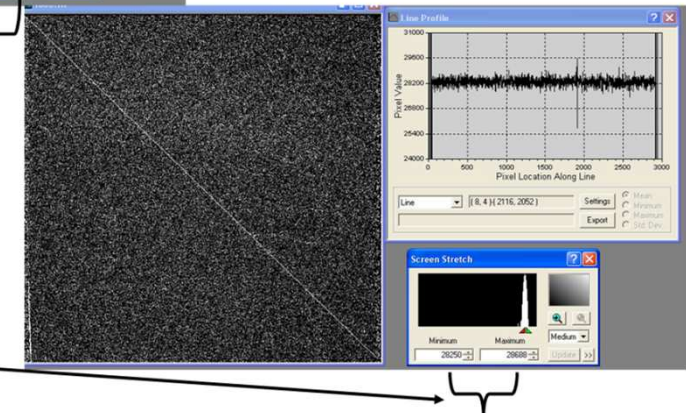 Line Profile
31000
29600
28200
26800
25400
24000
Pixel Value
0 500 1000 1500 2000 2500 3000
Pixel Location Along Line
Line
( 8, 4 )-( 2116, 2052 )
Settings
Export
Mean
Minimum
Maximum
Std. Dev.
Screen Stretch
Minimum
Maximum
Medium
28250
28688
Update
>>